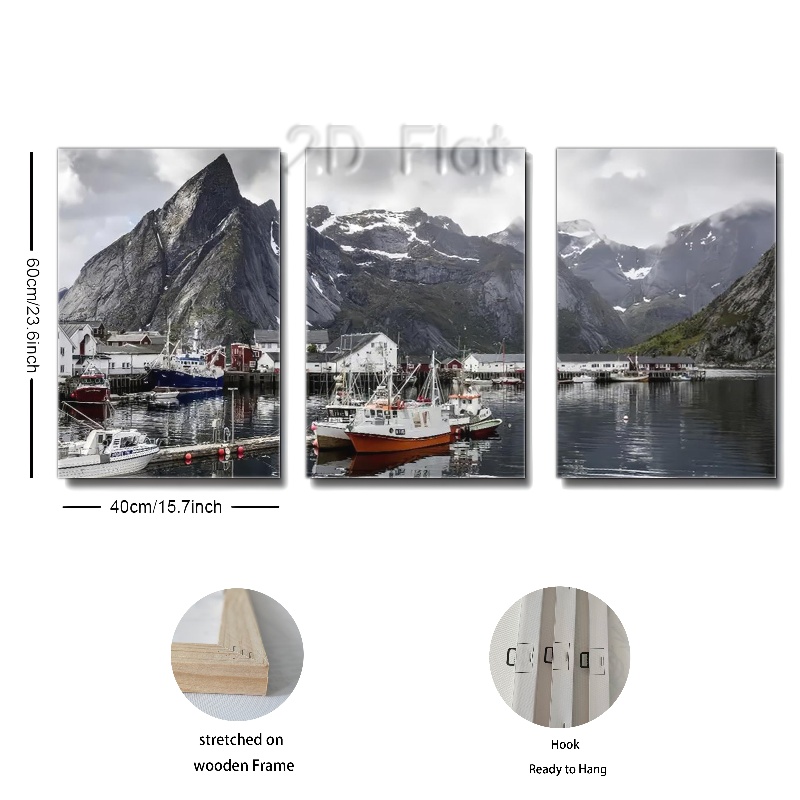 2D Flat
60cm/23.6inch
40cm/15.7inch
stretched on
wooden Frame
Hook
Ready to Hang